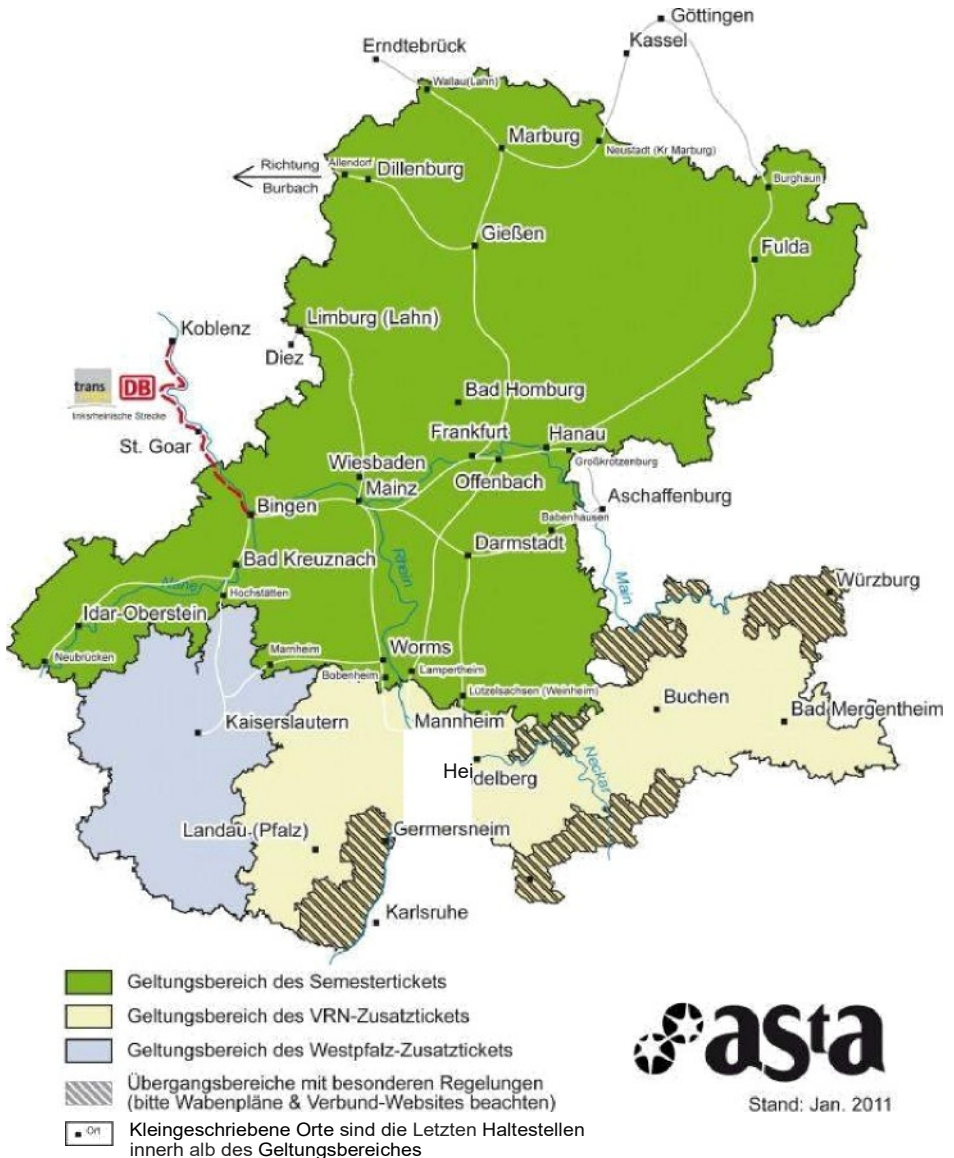 Göttingen
Kassel
Erndtebrück
Wallau(Lahn)
Marburg
Neustadt (Kr Marburg)
Richtung
Burbach
Allendorf
Dillenburg
Burghaun
Gießen
Fulda
Koblenz
Limburg (Lahn)
Diez
trans
DB
linksrheinische Strecke
St. Goar
Bad Homburg
Frankfurt
Hanau
Großkrotzenburg
Wiesbaden
Mainz
Offenbach
Aschaffenburg
Bingen
Babenhausen
Darmstadt
Rhein
Main
Bad Kreuznach
Nahe
Hochstätten
Würzburg
Idar-Oberstein
Neubrücken
Marnheim
Worms
Bobenheim
Lampertheim
Lützelsachsen (Weinheim)
Buchen
Bad Mergentheim
Kaiserslautern
Mannheim
Heidelberg
Neckar
Landau (Pfalz)
Germersheim
Karlsruhe
Geltungsbereich des Semestertickets
Geltungsbereich des VRN-Zusatztickets
Geltungsbereich des Westpfalz-Zusatztickets
Übergangsbereiche mit besonderen Regelungen
(bitte Wabenpläne & Verbund-Websites beachten)
Ort
Kleingeschriebene Orte sind die Letzten Haltestellen
innerh alb des Geltungsbereiches
asta
Stand: Jan. 2011